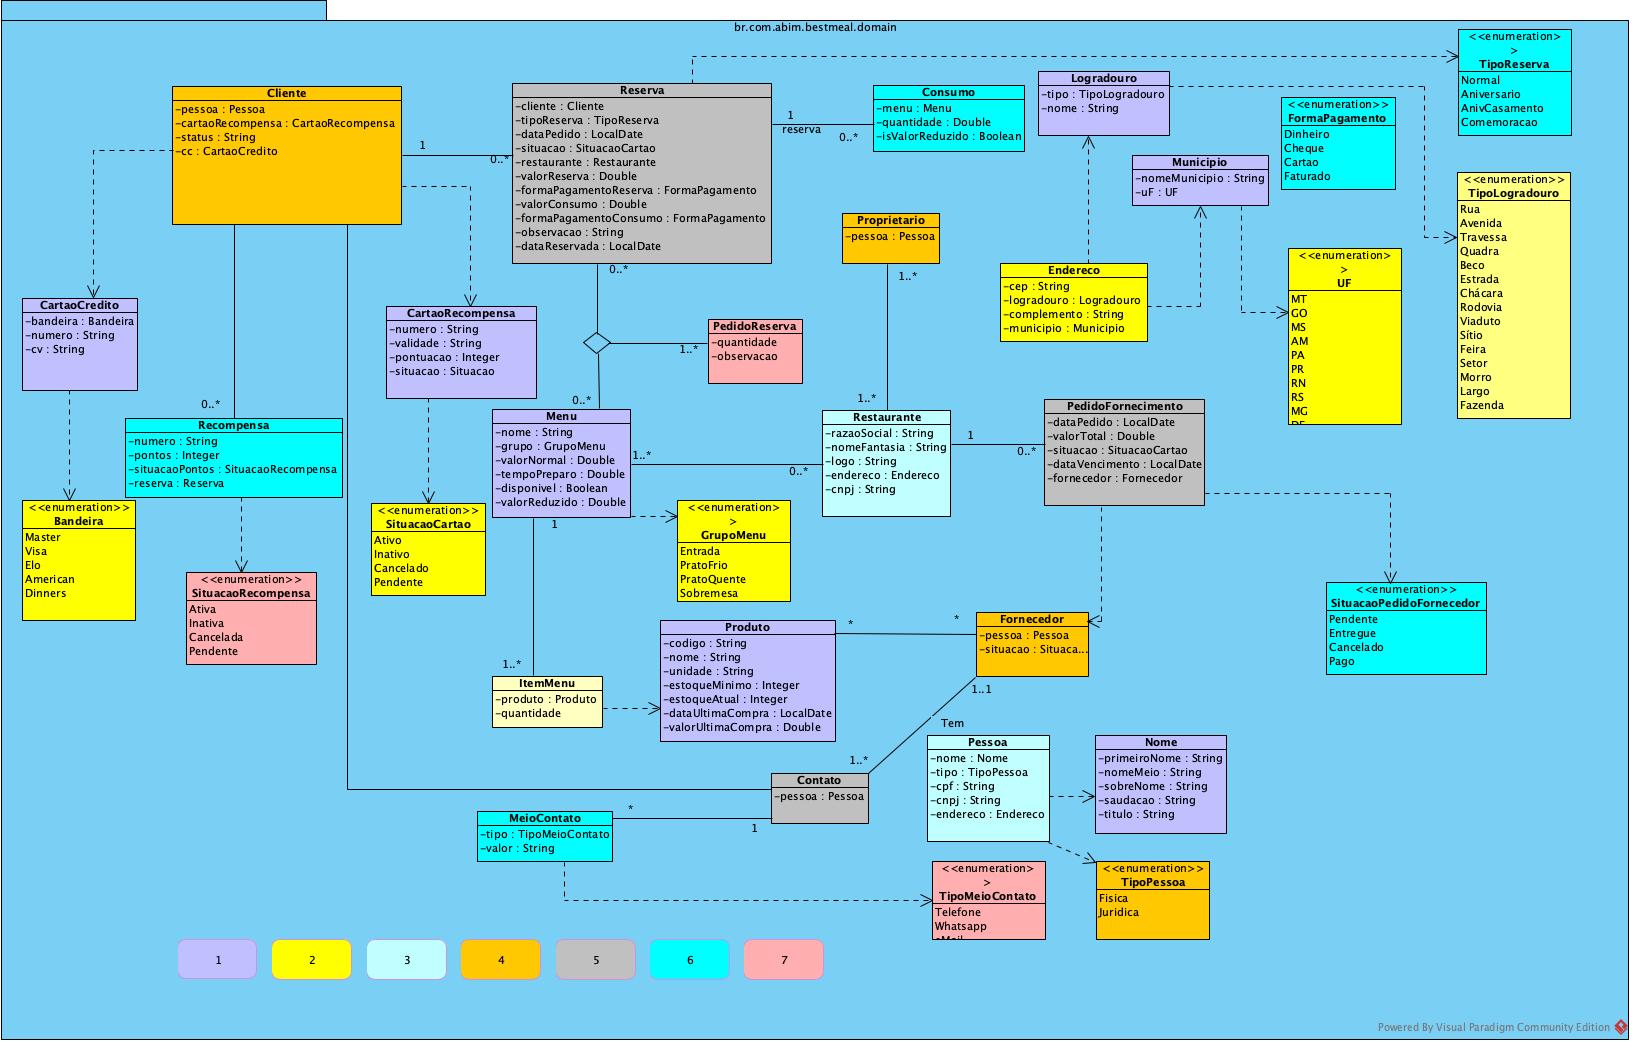 br.com.abim.bestmeal.domain
Cliente
-pessoa : Pessoa
-cartaoRecompensa : CartaoRecompensa
-status : String
-cc : CartaoCredito
Reserva
-cliente : Cliente
-tipoReserva : TipoReserva
-dataPedido : LocalDate
-situacao : SituacaoCartao
-restaurante : Restaurante
-valorReserva : Double
-formaPagamentoReserva : FormaPagamento
-valorConsumo : Double
-formaPagamentoConsumo : FormaPagamento
-observacao : String
-dataReservada : LocalDate
1
0..*
1
reserva
0..*
Consumo
-menu : Menu
-quantidade : Double
-isValorReduzido : Boolean
Logradouro
-tipo : TipoLogradouro
-nome : String
<<enumeration>
>
TipoReserva
Normal
Aniversario
AnivCasamento
Comemoracao
<<enumeration>>
FormaPagamento
Dinheiro
Cheque
Cartao
Faturado
Municipio
-nomeMunicipio : String
-uF : UF
<<enumeration>>
TipoLogradouro
Rua
Avenida
Travessa
Quadra
Beco
Estrada
Chácara
Rodovia
Viaduto
Sítio
Feira
Setor
Morro
Largo
Fazenda
Proprietario
-pessoa : Pessoa
1..*
1..*
Endereco
-cep : String
-logradouro : Logradouro
-complemento : String
-municipio : Municipio
<<enumeration>
>
UF
MT
GO
MS
AM
PA
PR
RN
RS
MG
CartaoCredito
-bandeira : Bandeira
-numero : String
-cv : String
CartaoRecompensa
-numero : String
-validade : String
-pontuacao : Integer
-situacao : Situacao
0..*
1..*
0..*
PedidoReserva
-quantidade
-observacao
0..*
Recompensa
-numero : String
-pontos : Integer
-situacaoPontos : SituacaoRecompensa
-reserva : Reserva
Menu
-nome : String
-grupo : GrupoMenu
-valorNormal : Double
-tempoPreparo : Double
-disponivel : Boolean
-valorReduzido : Double
1..*
0..*
Restaurante
-razaoSocial : String
-nomeFantasia : String
-logo : String
-endereco : Endereco
-cnpj : String
1
0..*
PedidoFornecimento
-dataPedido : LocalDate
-valorTotal : Double
-situacao : SituacaoCartao
-dataVencimento : LocalDate
-fornecedor : Fornecedor
<<enumeration>>
Bandeira
Master
Visa
Elo
American
Dinners
<<enumeration>>
SituacaoRecompensa
Ativa
Inativa
Cancelada
Pendente
<<enumeration>>
SituacaoCartao
Ativo
Inativo
Cancelado
Pendente
<<enumeration>
>
GrupoMenu
Entrada
PratoFrio
PratoQuente
Sobremesa
1
1..*
ItemMenu
-produto : Produto
-quantidade
Produto
-codigo : String
-nome : String
-unidade : String
-estoqueMinimo : Integer
-estoqueAtual : Integer
-dataUltimaCompra : LocalDate
-valorUltimaCompra : Double
*
*
Fornecedor
-pessoa : Pessoa
-situacao : Situaca...
<<enumeration>>
SituacaoPedidoFornecedor
Pendente
Entregue
Cancelado
Pago
1..1
Tem
1..*
Contato
-pessoa : Pessoa
*
1
MeioContato
-tipo : TipoMeioContato
-valor : String
Pessoa
-nome : Nome
-tipo : TipoPessoa
-cpf : String
-cnpj : String
-endereco : Endereco
Nome
-primeiroNome : String
-nomeMeio : String
-sobreNome : String
-saudacao : String
-titulo : String
<<enumeration>
>
TipoMeioContato
Telefone
Whatsapp
<<enumeration>>
TipoPessoa
Fisica
Juridica
1
2
3
4
5
6
7
Powered By Visual Paradigm Community Edition